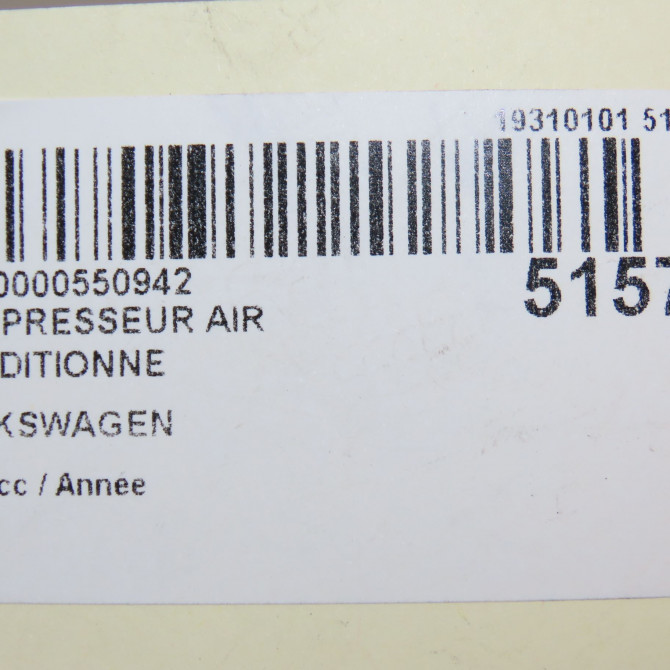 19310101 51
0000550942
5157
PRESSEUR AIR
DITIONNE
KSWAGEN
cc / Année